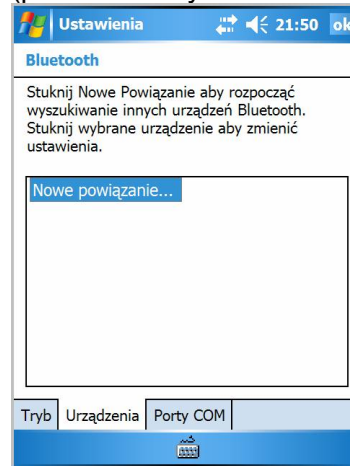 Ustawienia 21:50 ok
Bluetooth
Stuknij Nowe Powiązanie aby rozpocząć
wyszukiwanie innych urządzeń Bluetooth.
Stuknij wybrane urządzenie aby zmienić
ustawienia.
Nowe powiązanie...
Tryb Urządzenia Porty COM